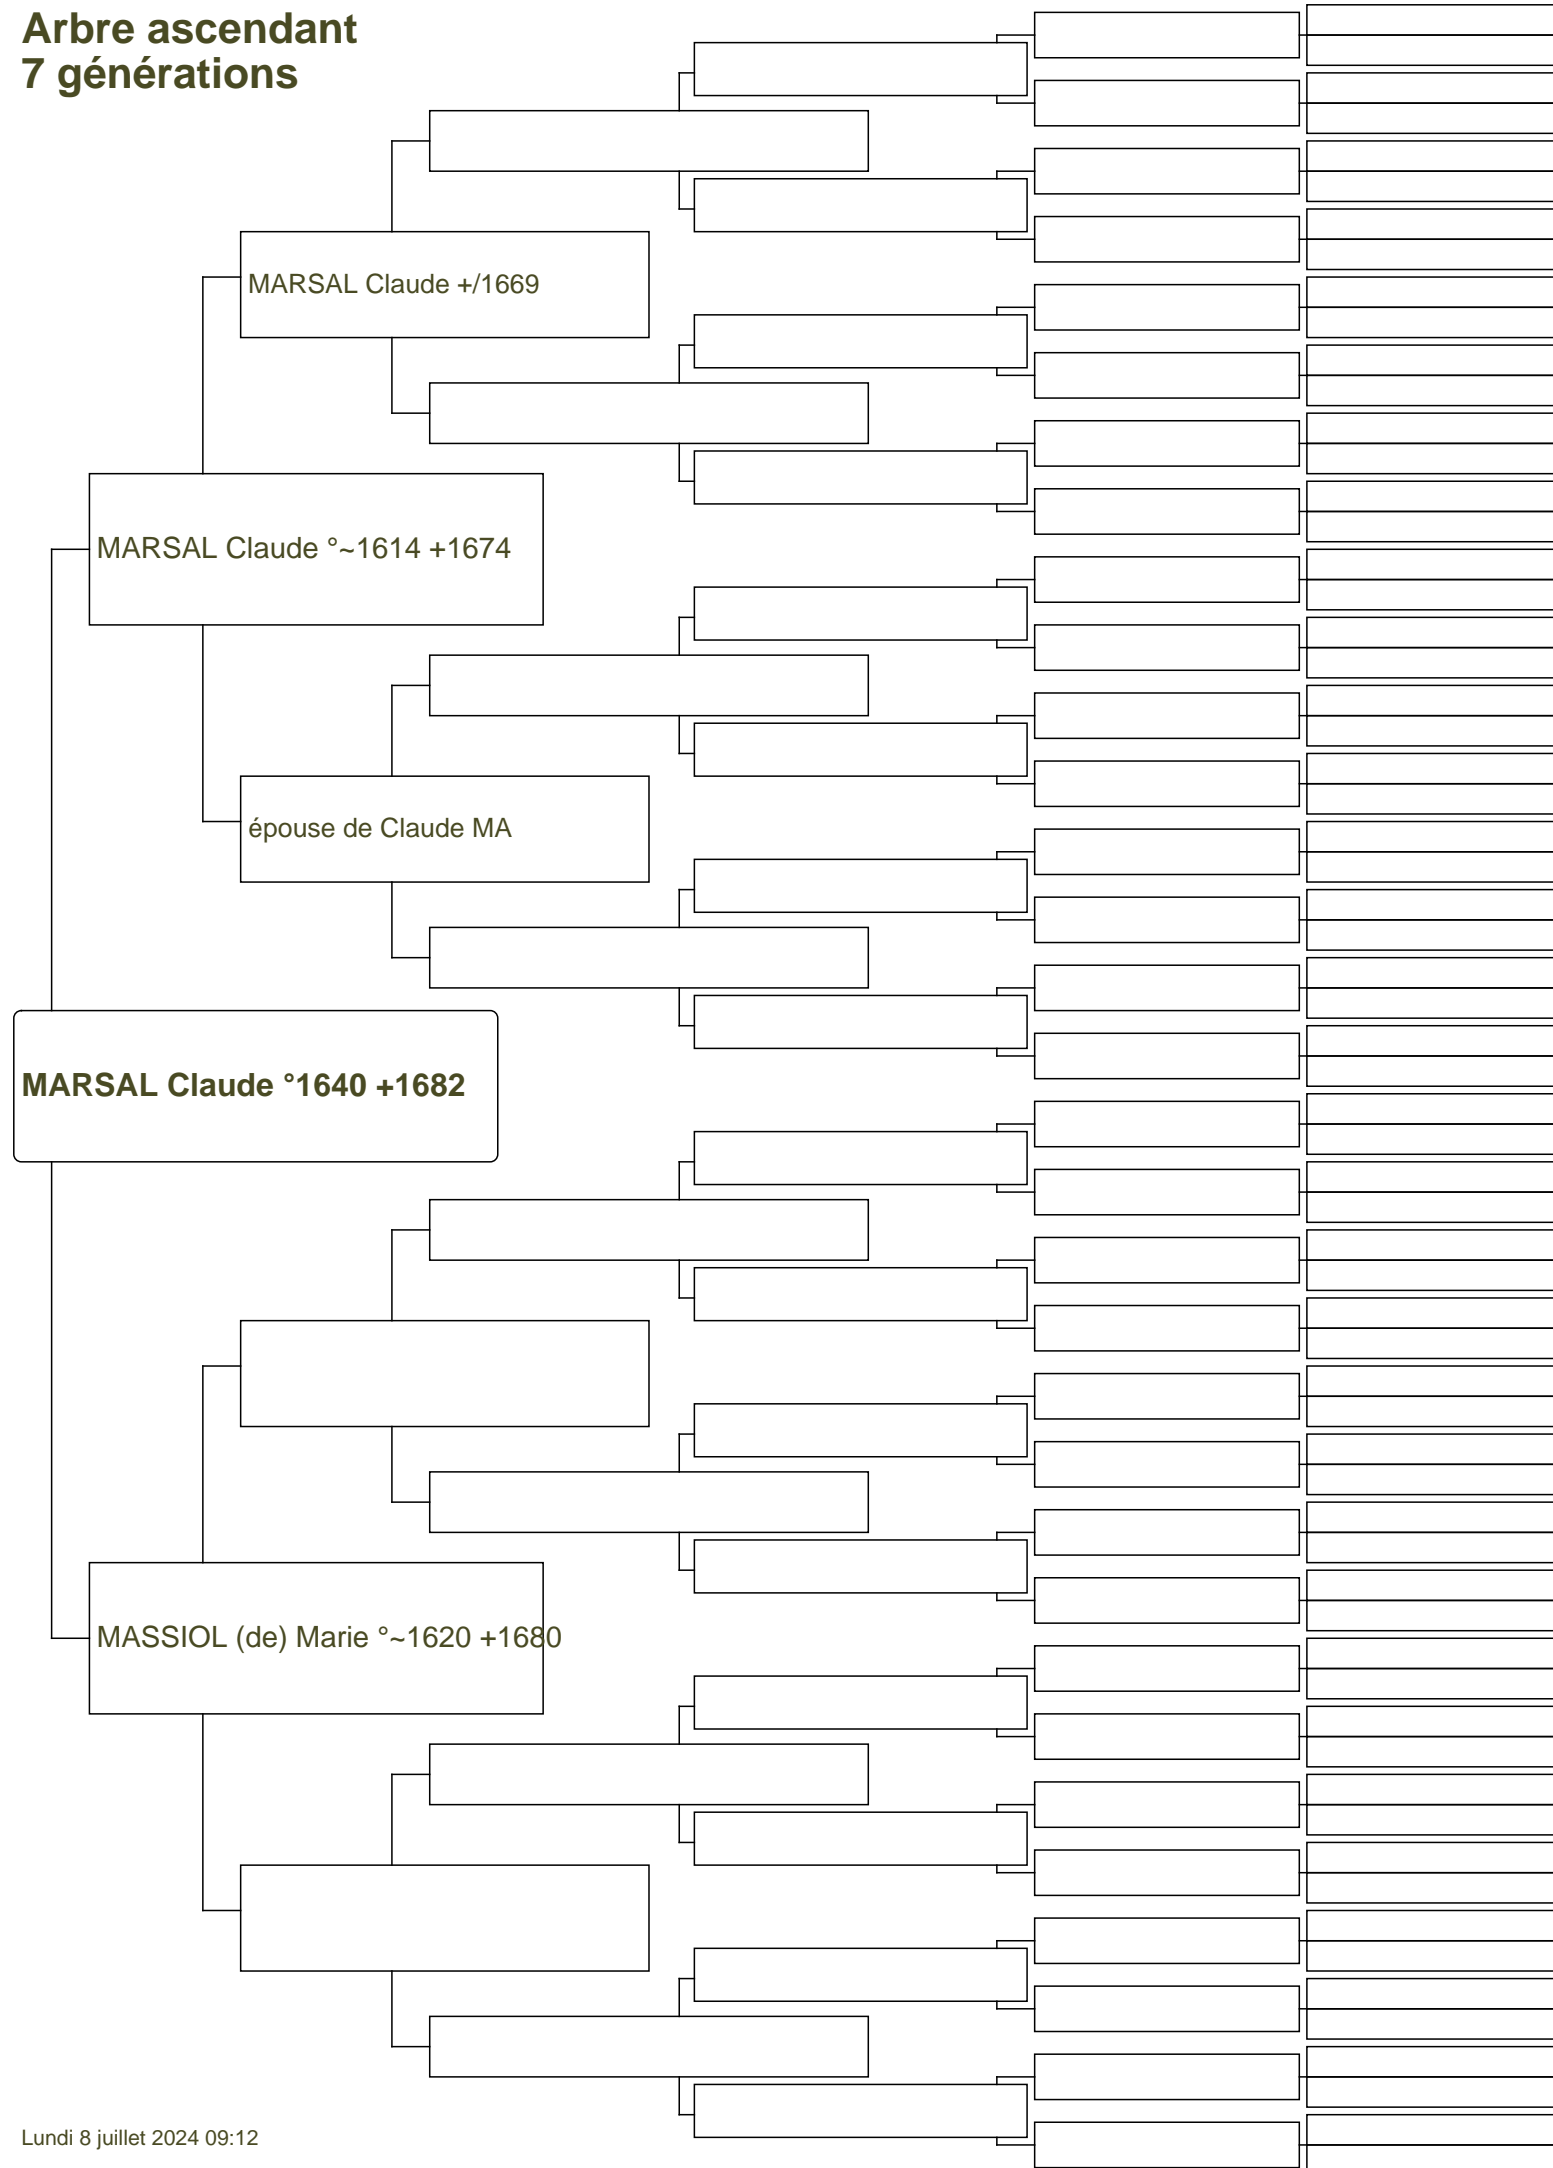 Arbre ascendant
7 générations
MARSAL Claude +/1669
MARSAL Claude °~1614 +1674
épouse de Claude MA
MARSAL Claude °1640 +1682
MASSIOL (de) Marie °~1620 +1680
Lundi 8 juillet 2024 09:12